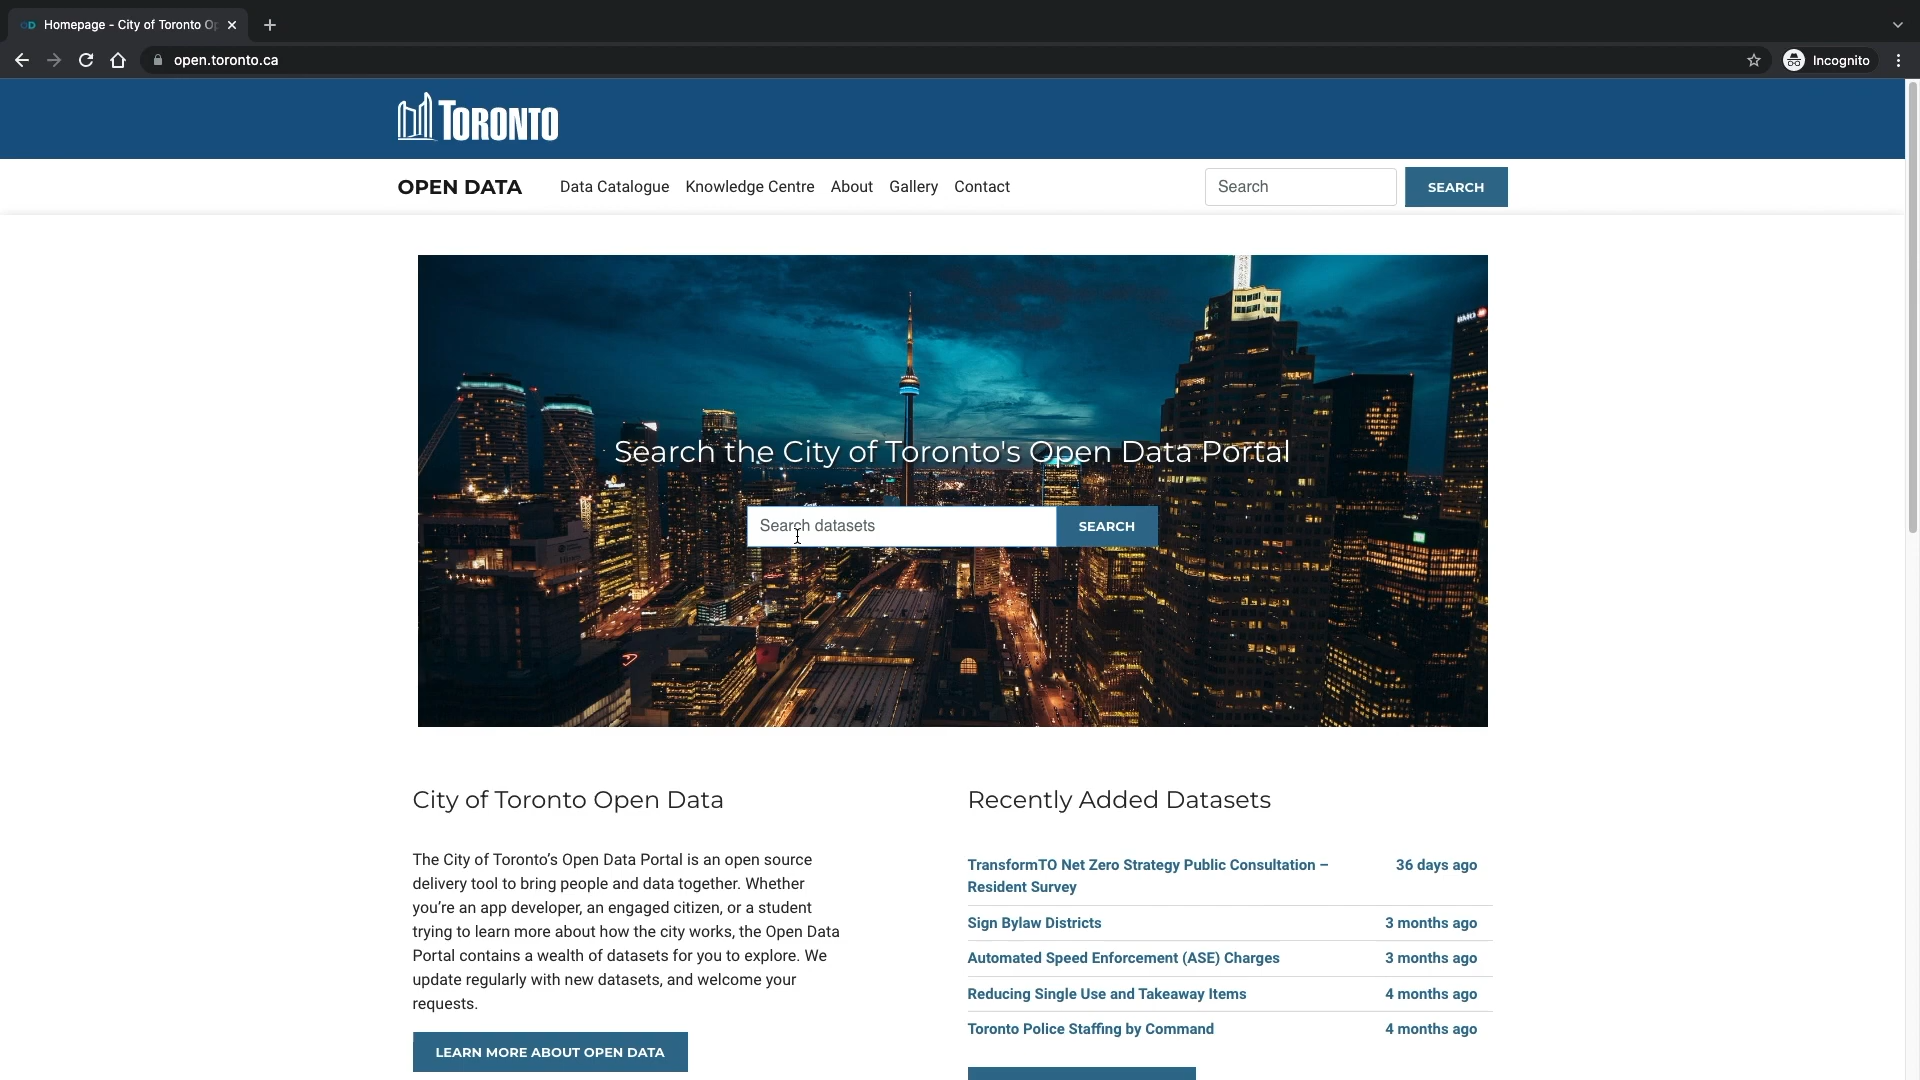 Homepage - City of Toronto Op
open.toronto.ca
Incognito
TORONTO
OPEN DATA
Data Catalogue
Knowledge Centre
About
Gallery
Contact
Search
SEARCH
BMO
Search the City of Toronto's Open Data Portal
Search datasets
SEARCH
City of Toronto Open Data
The City of Toronto’s Open Data Portal is an open source
delivery tool to bring people and data together. Whether
you’re an app developer, an engaged citizen, or a student
trying to learn more about how the city works, the Open Data
Portal contains a wealth of datasets for you to explore. We
update regularly with new datasets, and welcome your
requests.
LEARN MORE ABOUT OPEN DATA
Recently Added Datasets
TransformTO Net Zero Strategy Public Consultation – 36 days ago
Resident Survey
Sign Bylaw Districts 3 months ago
Automated Speed Enforcement (ASE) Charges 3 months ago
Reducing Single Use and Takeaway Items 4 months ago
Toronto Police Staffing by Command 4 months ago